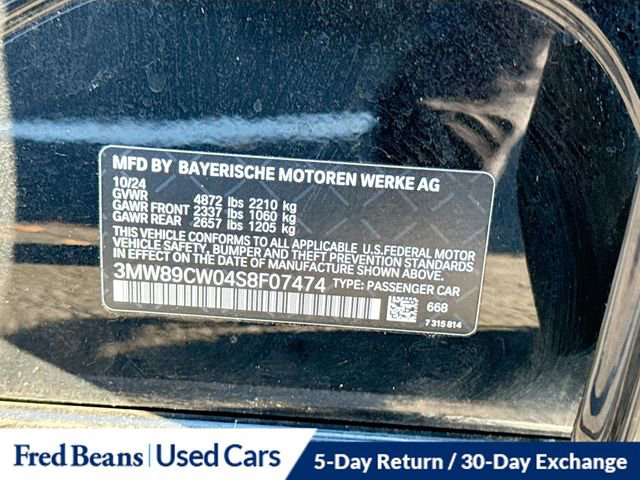 MFD BY BAYERISCHE MOTOREN WERKE AG
10/24
GVWR 4872 lbs 2210 kg
GAWR FRONT 2337 lbs 1060 kg
GAWR REAR 2657 lbs 1205 kg
THIS VEHICLE CONFORMS TO ALL APPLICABLE U.S.FEDERAL MOTOR
VEHICLE SAFETY, BUMPER AND THEFT PREVENTION STANDARDS
IN EFFECT ON THE DATE OF MANUFACTURE SHOWN ABOVE.
3MW89CW04S8F07474 TYPE: PASSENGER CAR
668
7 315 814
Fred Beans | Used Cars
5-Day Return / 30-Day Exchange